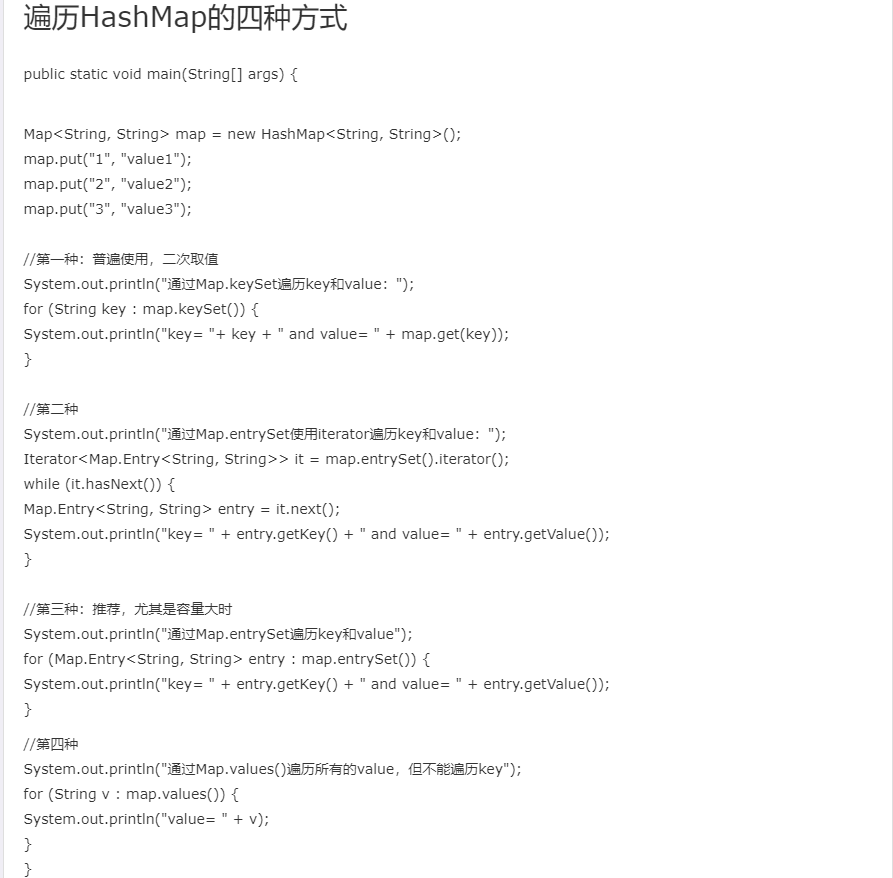 遍历HashMap的四种方式
public static void main(String[] args) {
Map<String, String> map = new HashMap<String, String>();
map.put("1", "value1");
map.put("2", "value2");
map.put("3", "value3");
//第一种：普遍使用，二次取值
System.out.println("通过Map.keySet遍历key和value：");
for (String key : map.keySet()) {
System.out.println("key= "+ key + " and value= " + map.get(key));
}
//第二种
System.out.println("通过Map.entrySet使用iterator遍历key和value：");
Iterator<Map.Entry<String, String>> it = map.entrySet().iterator();
while (it.hasNext()) {
Map.Entry<String, String> entry = it.next();
System.out.println("key= " + entry.getKey() + " and value= " + entry.getValue());
}
//第三种：推荐，尤其是容量大时
System.out.println("通过Map.entrySet遍历key和value");
for (Map.Entry<String, String> entry : map.entrySet()) {
System.out.println("key= " + entry.getKey() + " and value= " + entry.getValue());
}
//第四种
System.out.println("通过Map.values()遍历所有的value，但不能遍历key");
for (String v : map.values()) {
System.out.println("value= " + v);
}
}